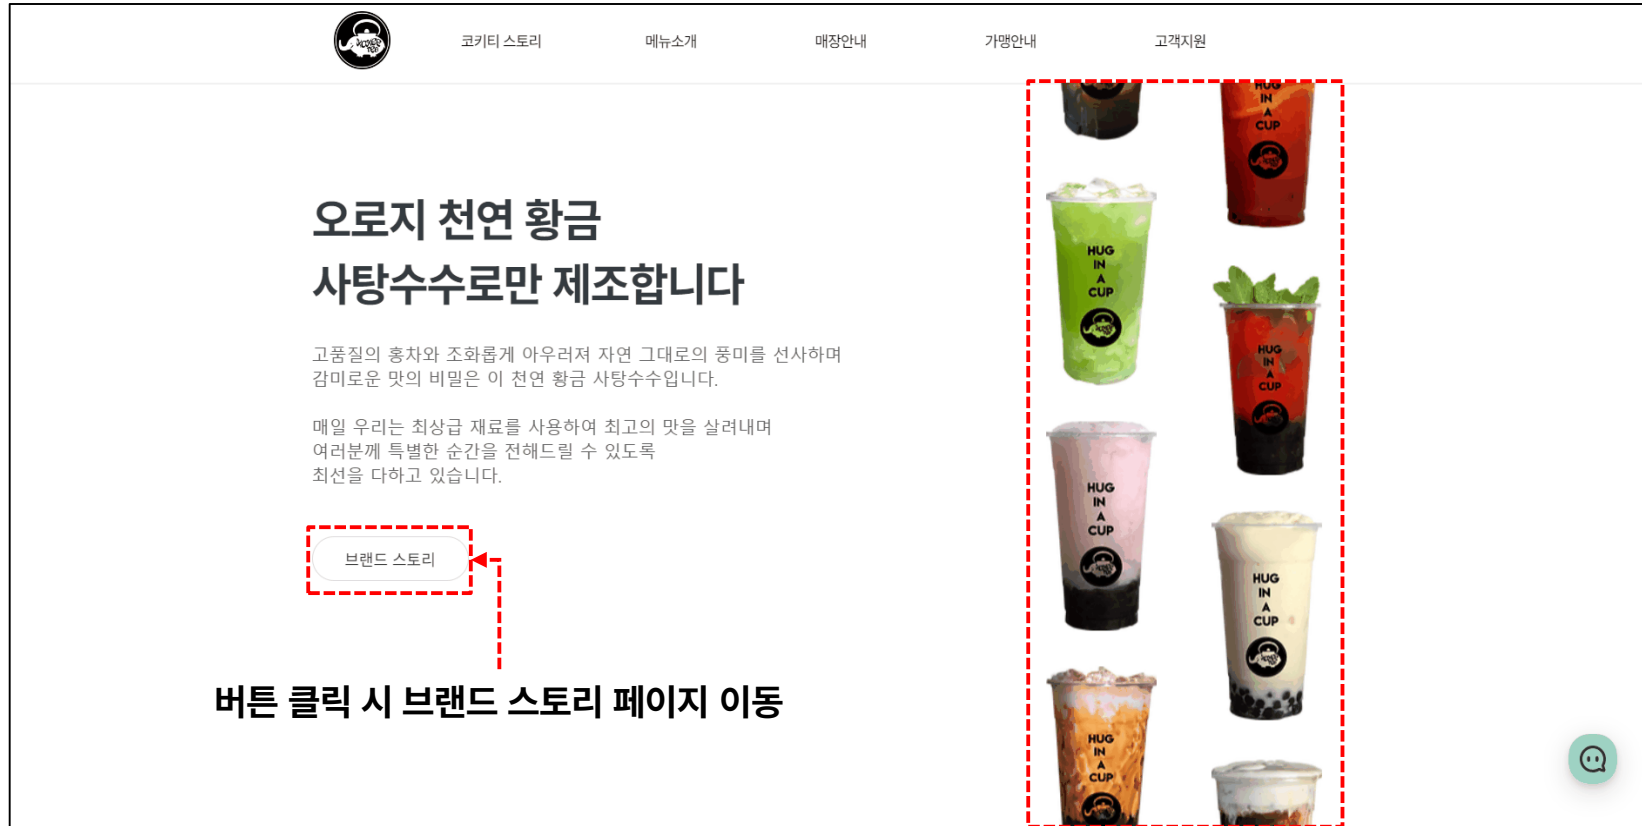 코키티 스토리
메뉴소개
매장안내
가맹안내
고객지원
오로지 천연 황금
사탕수수로만 제조합니다
고품질의 홍차와 조화롭게 아우러져 자연 그대로의 풍미를 선사하며
감미로운 맛의 비밀은 이 천연 황금 사탕수수입니다.
매일 우리는 최상급 재료를 사용하여 최고의 맛을 살려내며
여러분께 특별한 순간을 전해드릴 수 있도록
최선을 다하고 있습니다.
브랜드 스토리
버튼 클릭 시 브랜드 스토리 페이지 이동
HUG
IN
A
CUP
HUG
IN
A
CUP
HUG
IN
A
CUP
HUG
IN
A
CUP
HUG
IN
A
CUP
HUG
IN
A
CUP